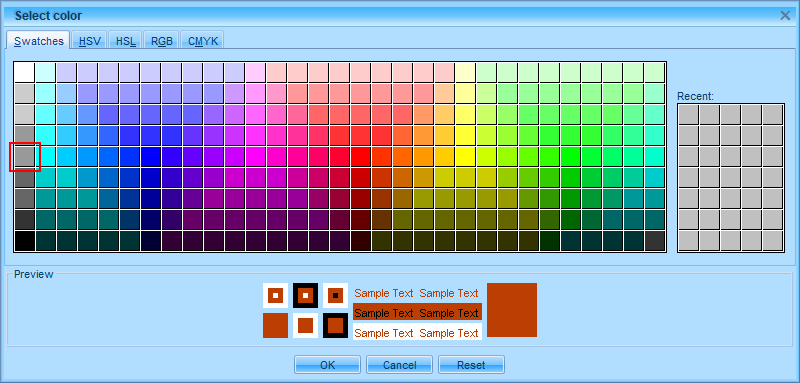 Select color
Swatches HSV HSL RGB CMYK
Recent:
Preview
Sample Text Sample Text
Sample Text Sample Text
Sample Text Sample Text
OK Cancel Reset